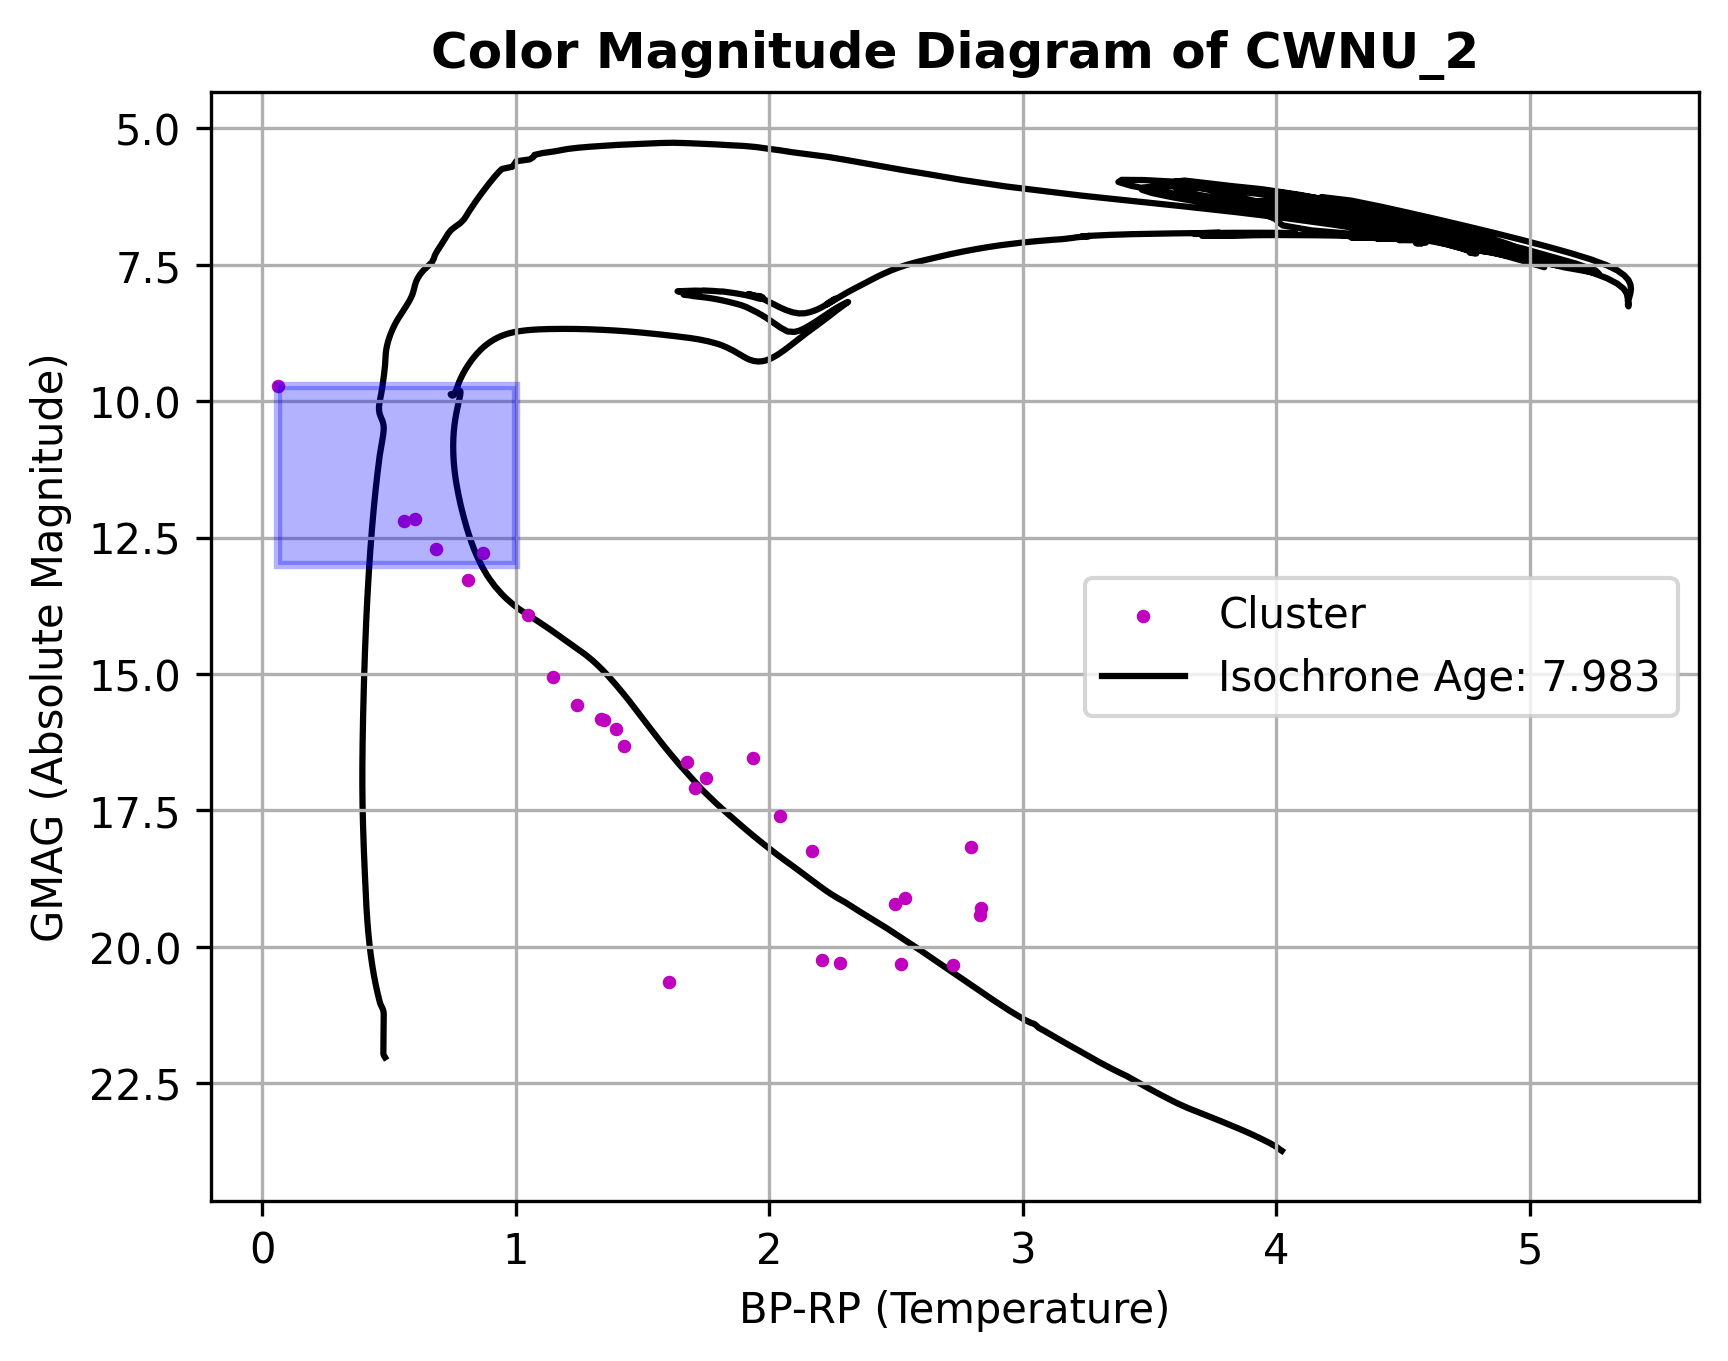 Color Magnitude Diagram of CWNU_2
GMAG (Absolute Magnitude)
5.0
7.5
10.0
12.5
15.0
17.5
20.0
22.5
Cluster
Isochrone Age: 7.983
0 1 2 3 4 5
BP-RP (Temperature)